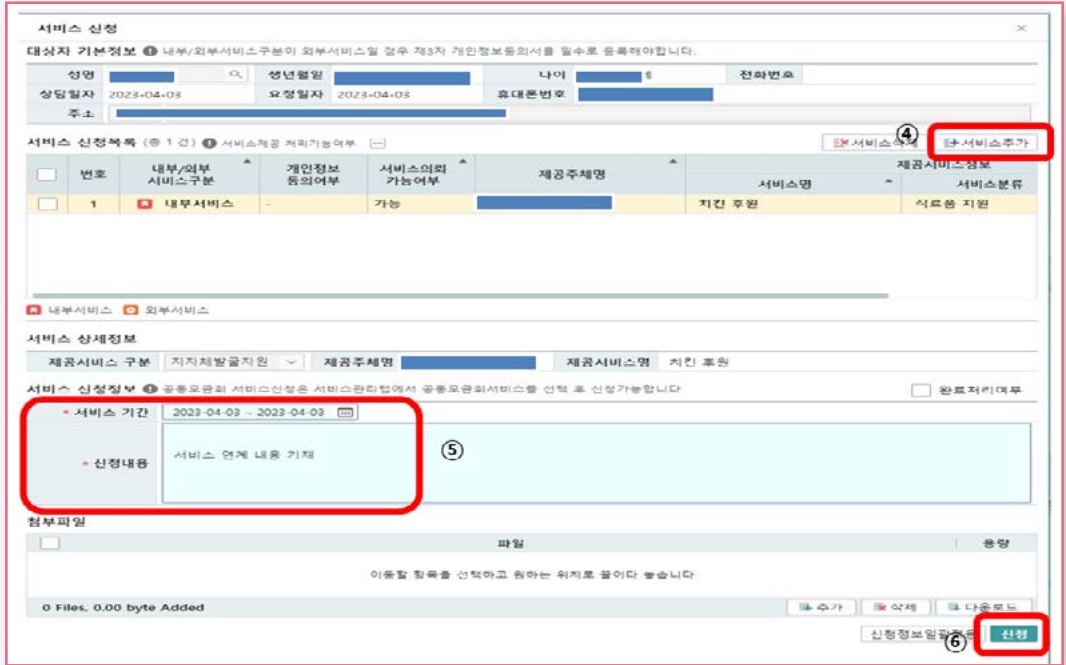 서비스 신청
대상자 기본정보 내부/외부서비스구분이 외부서비스일 경우 제3자 개인정보동의서를 필수로 등록해야합니다.
성명 생년월일 나이 전화번호
상담일자 2023-04-03 요청일자 2023-04-03 휴대폰번호
주소
서비스 신청목록 (총 1 건) 서비스제공 처리가능여부
④
서비스삭제 서비스추가
번호 내부/외부 서비스구분 개인정보 동의여부 서비스의뢰 가능여부 제공주체명 제공서비스정보
서비스명 서비스분류
1 내부서비스 - 가능 치킨 후원 식료품 지원
내부서비스 외부서비스
서비스 상세정보
제공서비스 구분 지자체발굴자원 제공주체명 제공서비스명 치킨 후원
서비스 신청정보 공동모금회 서비스신청은 서비스관리탭에서 공동모금회서비스를 선택 후 신청가능합니다. 완료처리여부
* 서비스 기간 2023-04-03 ~ 2023-04-03
* 신청내용 서비스 연계 내용 기재 ⑤
첨부파일
파일 용량
이동할 항목을 선택하고 원하는 위치로 끌어다 놓습니다
0 Files, 0.00 byte Added 추가 삭제 다운로드
신청정보일괄적용 ⑥ 신청